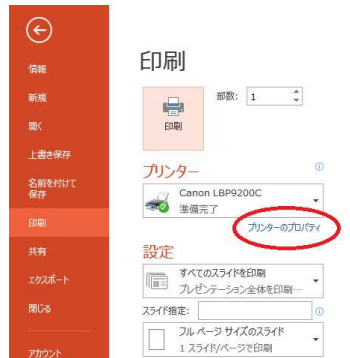 情報
新規
開く
上書き保存
名前を付けて
保存
印刷
共有
エクスポート
閉じる
アカウント
印刷
部数: 1
印刷
プリンター
Canon LBP9200C
準備完了
プリンターのプロパティ
設定
すべてのスライドを印刷
プレゼンテーション全体を印刷…
スライド指定:
フル ページ サイズのスライド
1 スライド/ページで印刷